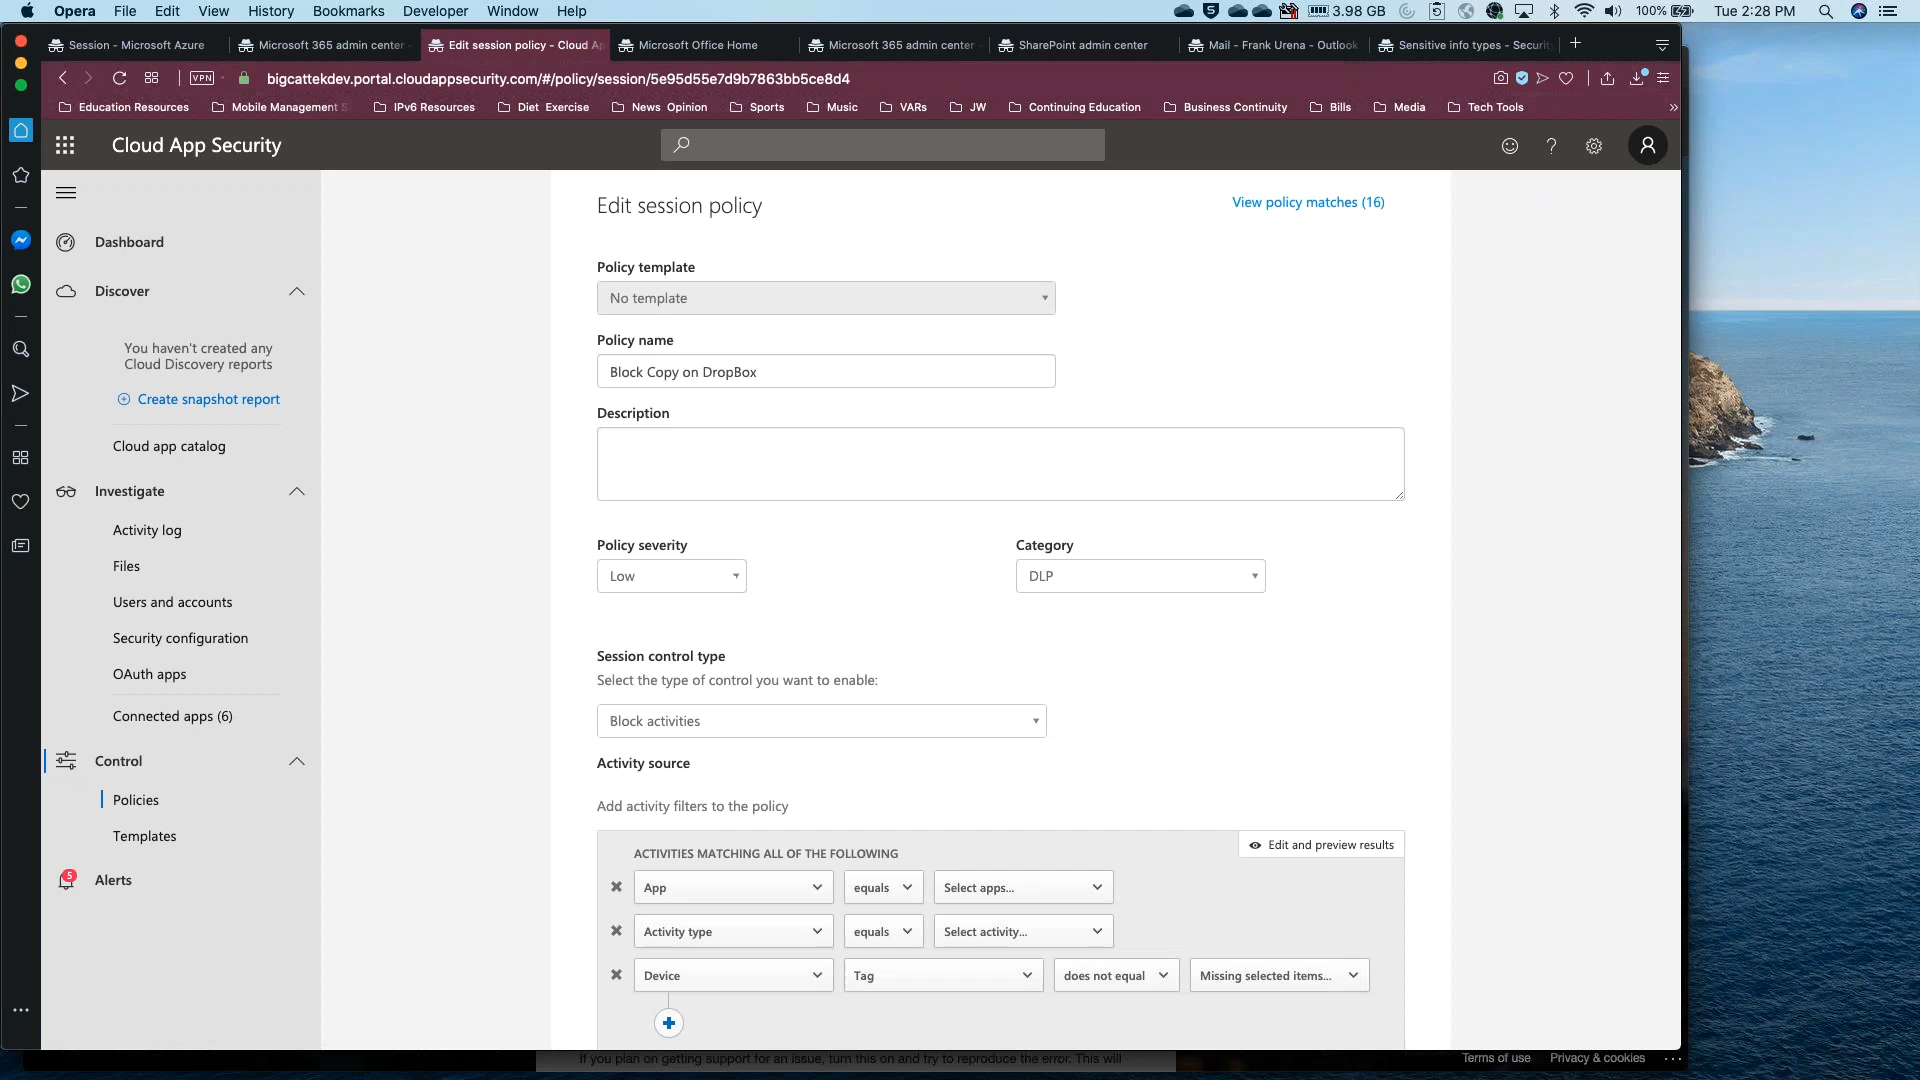 Opera File Edit View History Bookmarks Developer Window Help 3.98 GB 100% Tue 2:28 PM
Session - Microsoft Azure Microsoft 365 admin center - Edit session policy - Cloud Ap Microsoft Office Home Microsoft 365 admin center SharePoint admin center Mail - Frank Urena - Outlook Sensitive info types - Securit
VPN bigcattekdev.portal.cloudappsecurity.com/#/policy/session/5e95d55e7d9b7863bb5ce8d4
Education Resources Mobile Management S IPv6 Resources Diet Exercise News Opinion Sports Music VARs JW Continuing Education Business Continuity Bills Media Tech Tools »
Cloud App Security
Edit session policy
View policy matches (16)
Dashboard
Discover
You haven't created any
Cloud Discovery reports
Create snapshot report
Cloud app catalog
Investigate
Activity log
Files
Users and accounts
Security configuration
OAuth apps
Connected apps (6)
Control
Policies
Templates
5
Alerts
Policy template
No template
Policy name
Block Copy on DropBox
Description
Policy severity Category
Low DLP
Session control type
Select the type of control you want to enable:
Block activities
Activity source
Add activity filters to the policy
ACTIVITIES MATCHING ALL OF THE FOLLOWING
Edit and preview results
App equals Select apps...
Activity type equals Select activity...
Device Tag does not equal Missing selected items...
If you plan on getting support for an issue, turn this on and try to reproduce the error. This will
Terms of use Privacy & cookies ...